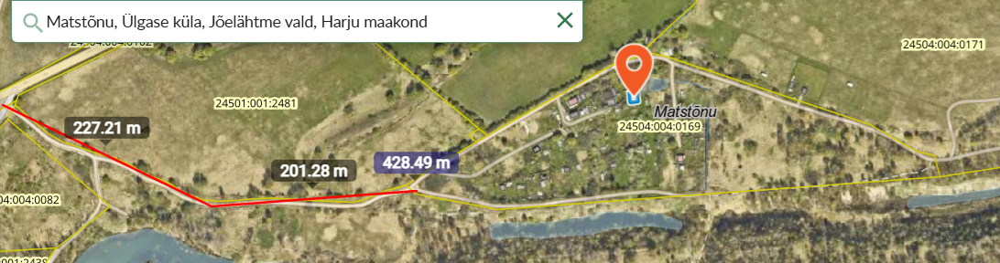 Matstõnu, Ülgase küla, Jõelähtme vald, Harju maakond
24504:004:0171
24501:001:2481
227.21 m
Matstõnu
24504:004:0169
428.49 m
201.28 m
04:004:0082